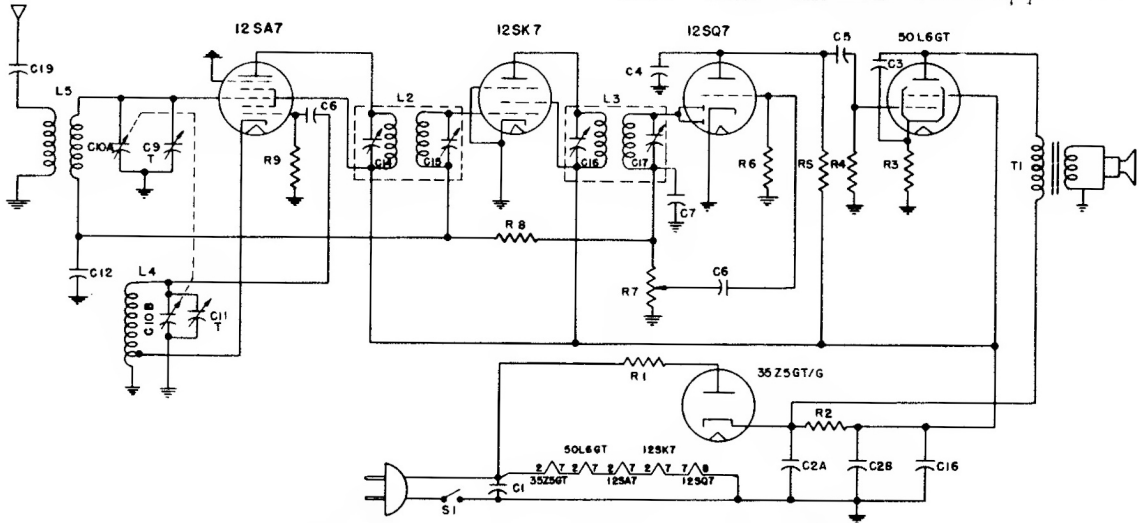 12SA7
12SK7
12SQ7
50L6GT
C19
L5
C10A
C9
T
R9
C6
L2
C14
C15
L3
C16
C17
C4
C7
R6
R5
C5
R4
C3
R3
T1
R8
C12
L4
C10B
C11
T
R7
C6
R1
35Z5GT/G
R2
C2A
C2B
C16
50L6GT
12SK7
2 7 2 7 2 7 2 7 7 8
35Z5GT
12SA7
12SQ7
C1
S1